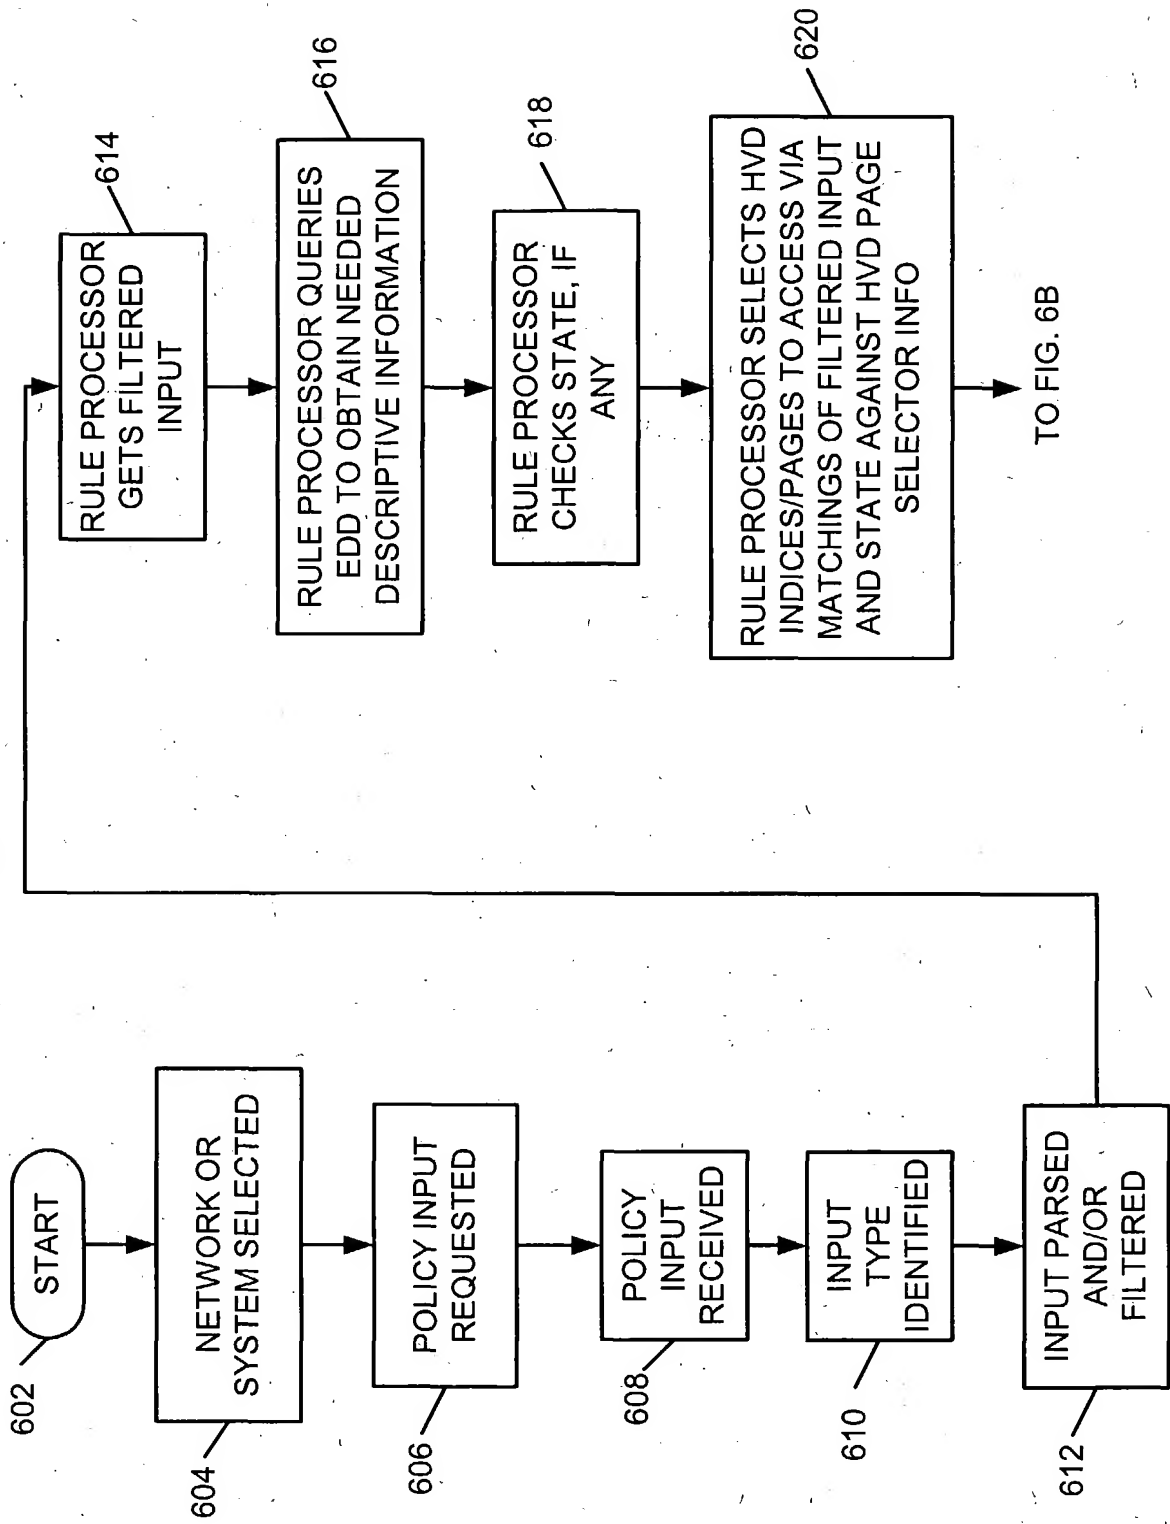 START
602
NETWORK OR
SYSTEM SELECTED
604
POLICY INPUT
REQUESTED
606
POLICY
INPUT
RECEIVED
608
INPUT
TYPE
IDENTIFIED
610
INPUT PARSED
AND/OR
FILTERED
612
RULE PROCESSOR
GETS FILTERED
INPUT
614
RULE PROCESSOR QUERIES
EDD TO OBTAIN NEEDED
DESCRIPTIVE INFORMATION
616
RULE PROCESSOR
CHECKS STATE, IF
ANY
618
RULE PROCESSOR SELECTS HVD
INDICES/PAGES TO ACCESS VIA
MATCHINGS OF FILTERED INPUT
AND STATE AGAINST HVD PAGE
SELECTOR INFO
620
TO FIG. 6B